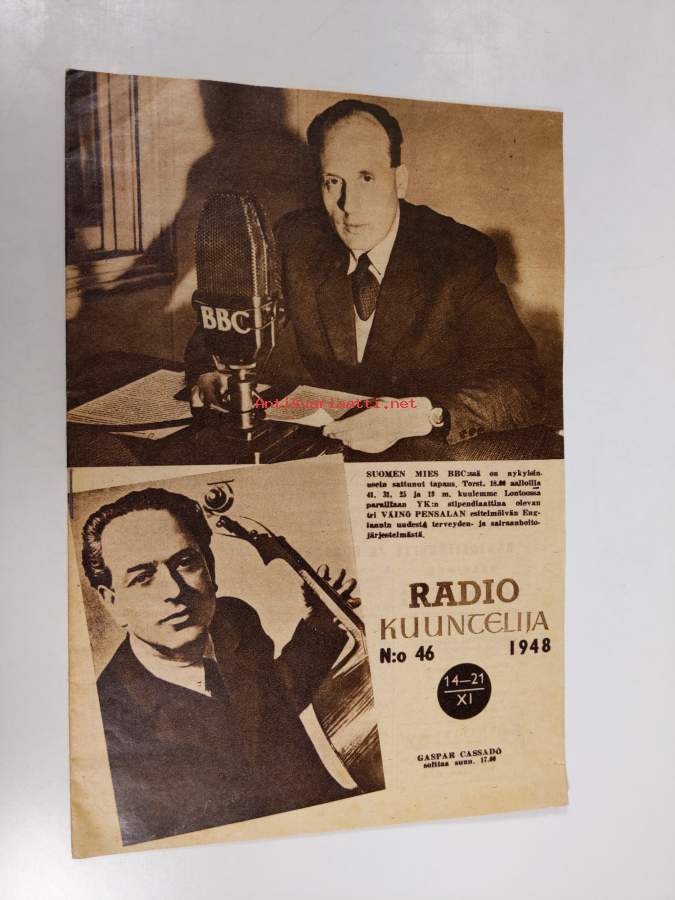 BBC
Antikvariaatti.net
SUOMEN MIES BBC:ssä on nykyisin
usein sattunut tapaus. Torst. 18.00 aalloilla
41, 31, 25 ja 19 m. kuulemme Lontoossa
paraillaan YK:n stipendiaattina olevan
tri VÄINÖ PENSALAN esitelmöivän Eng-
lannin uudesta terveyden- ja sairaanhoito-
järjestelmästä.
RADIO
KUUNTELIJA
N:o 46 1948
14—21
XI
GASPAR CASSADÓ
soittaa sunn. 17.00